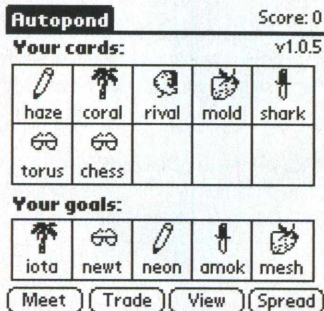 Autopond Score: 0
Your cards: v1.0.5
haze coral rival mold shark
torus chess
Your goals:
iota newt neon amok mesh
Meet Trade View Spread